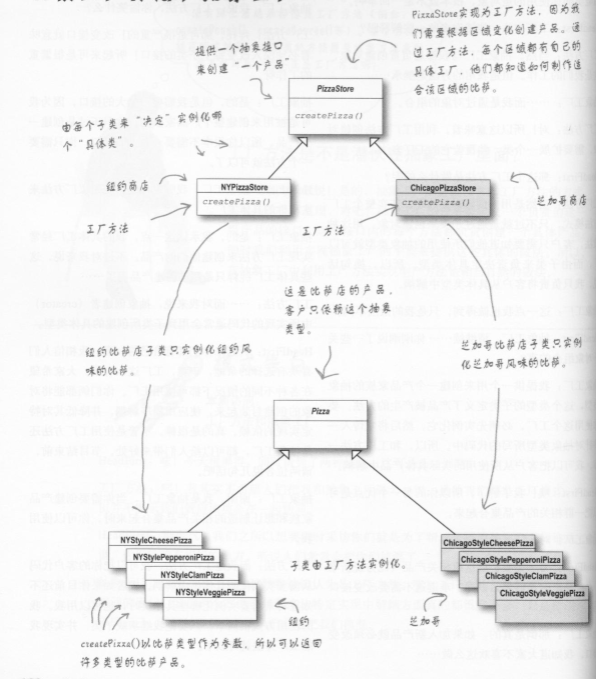 PizzaStore实现为工厂方法，因为我
们需要根据区域变化创建产品。通
过工厂方法，每个区域都有自己的
具体工厂，他们都知道如何制作适
合该区域的比萨。
提供一个抽象接口
来创建“一个产品”
PizzaStore
createPizza()
由每个子类来“决定”实例化哪
个“具体类”。
纽约商店
NYPizzaStore
createPizza()
ChicagoPizzaStore
createPizza()
芝加哥商店
工厂方法
工厂方法
这是比萨店的产品，
客户只依赖这个抽象
类型。
纽约比萨店子类只实例化纽约风
味的比萨。
芝加哥比萨店子类只实例
化芝加哥风味的比萨。
Pizza
NYStyleCheesePizza
NYStylePepperoniPizza
NYStyleClamPizza
NYStyleVeggiePizza
子类由工厂方法实例化。
ChicagoStyleCheesePizza
ChicagoStylePepperoniPizza
ChicagoStyleClamPizza
ChicagoStyleVeggiePizza
纽约
芝加哥
createPizza()以比萨类型作为参数，所以可以返回
许多类型的比萨产品。